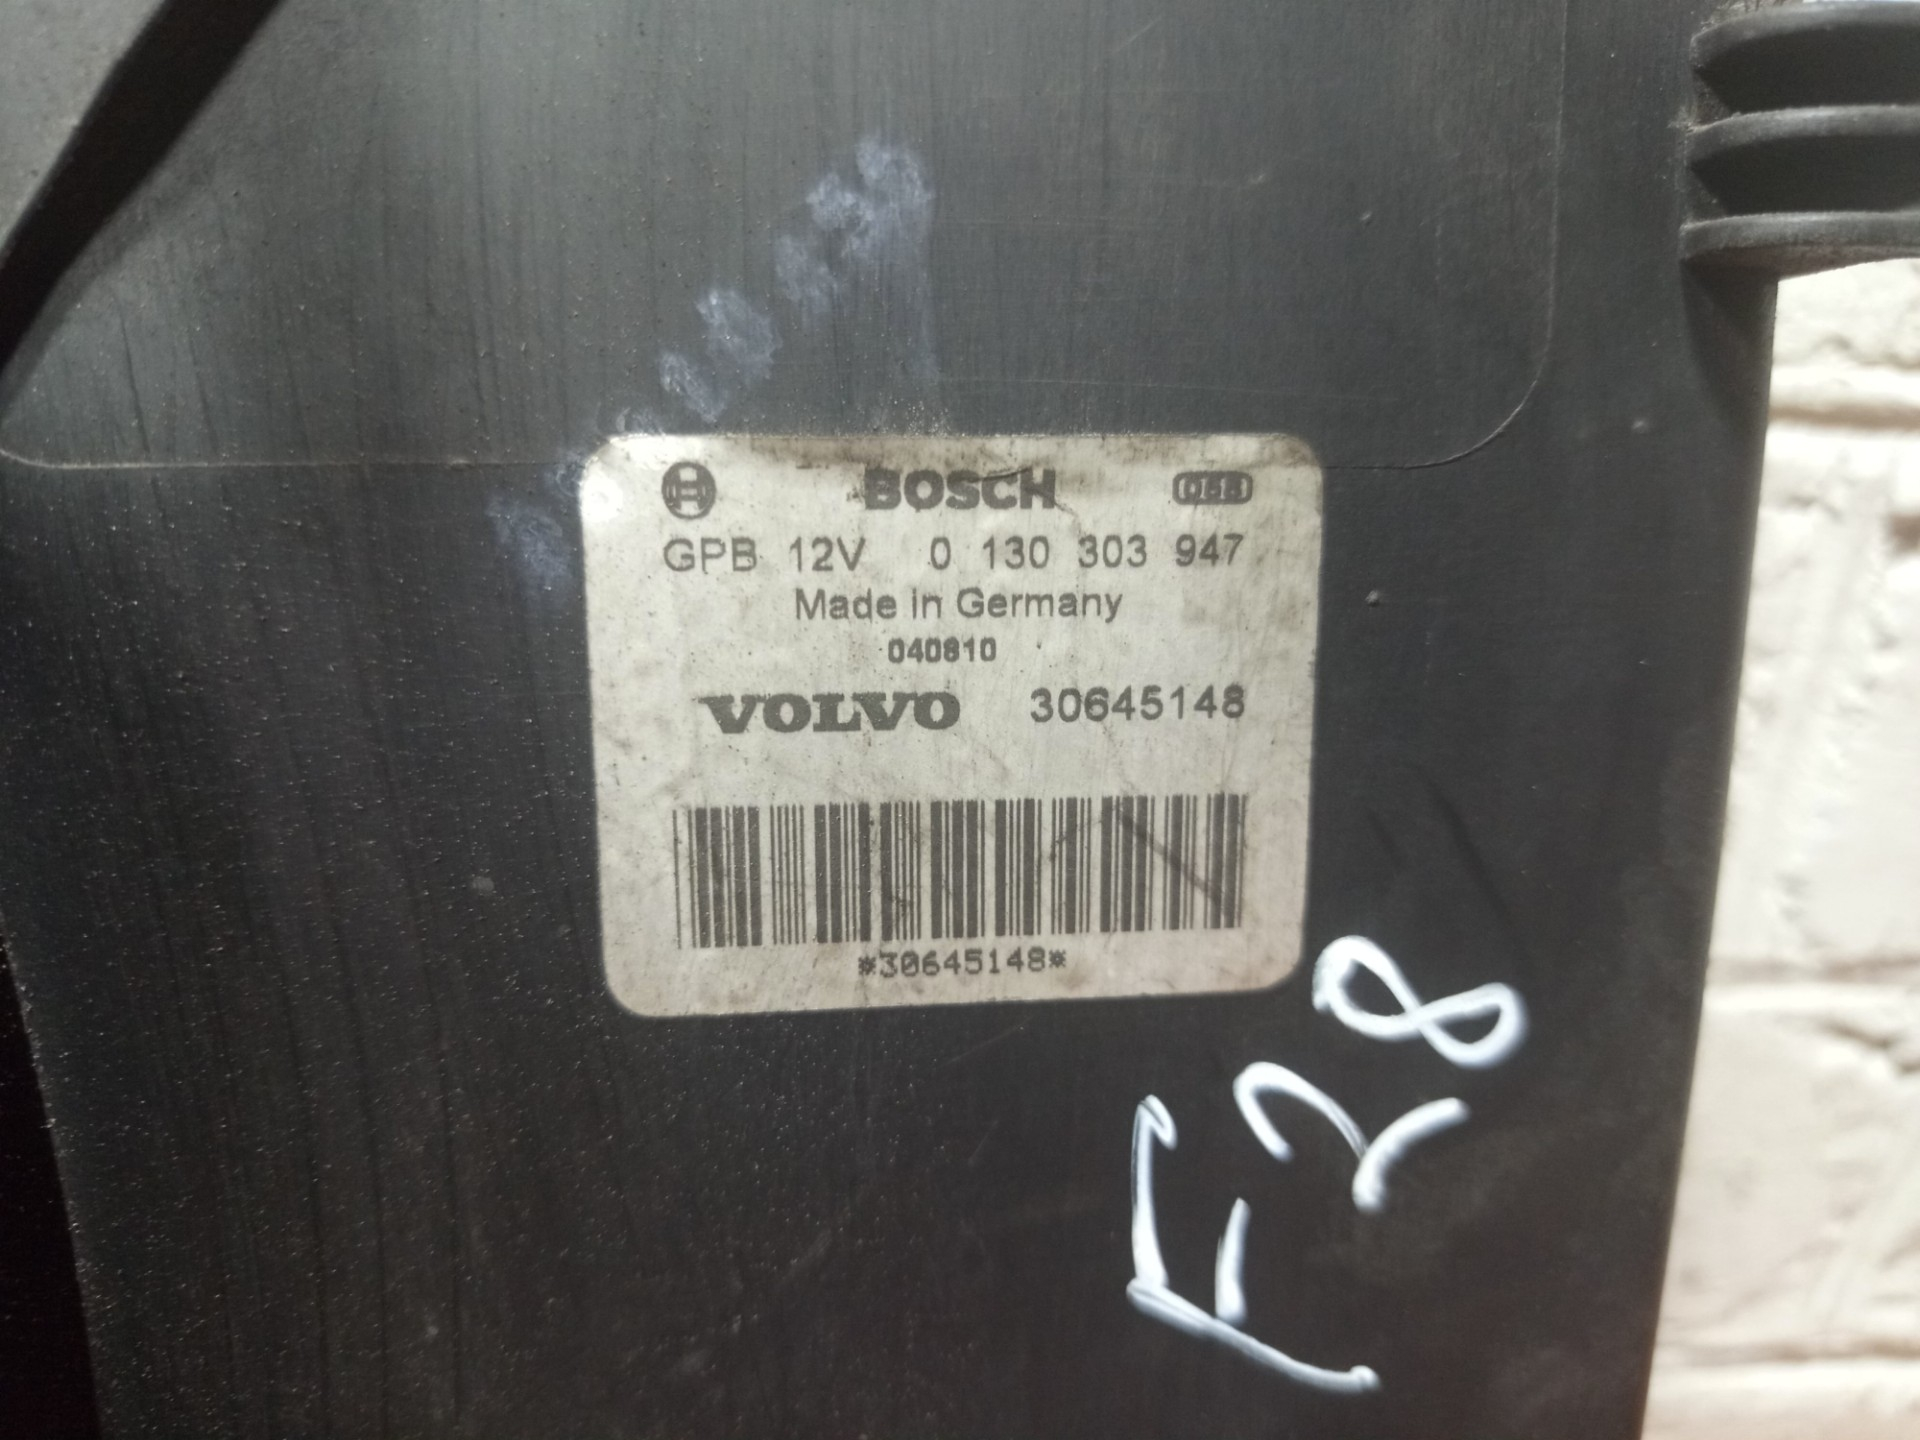 BOSCH
GPB 12V 0 130 303 947
Made in Germany
040810
VOLVO 30645148
*30645148*
F28